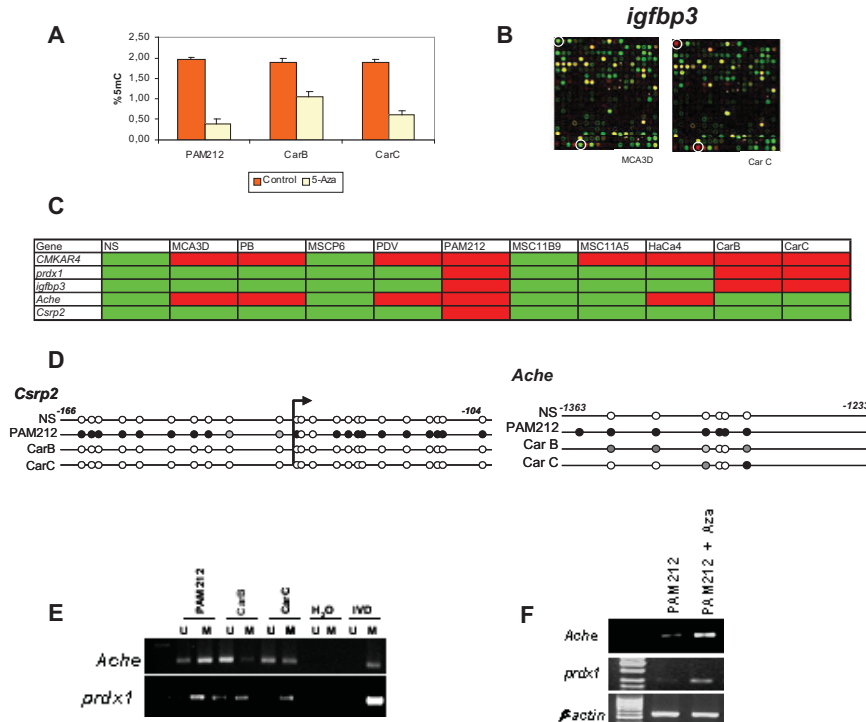 igfbp3
A
B
2,00
1,50
1,00
0,50
0,00
% 5mC
PAM212 CarB CarC
Control 5-Aza
MCA3D
Car C
C
Gene NS MCA3D PB MSCP6 PDV PAM212 MSC11B9 MSC11A5 HaCa4 CarB CarC
CMKAR4
prdx1
igfbp3
Ache
Csrp2
D
Csrp2
Ache
-166 -104
NS
PAM212
CarB
CarC
-1363 -1233
NS
PAM212
Car B
Car C
E
PAM212 CarB CarC H2O IVD
U M U M U M U M U M
Ache
prdx1
F
PAM212
PAM212 + Aza
Ache
prdx1
β-actin